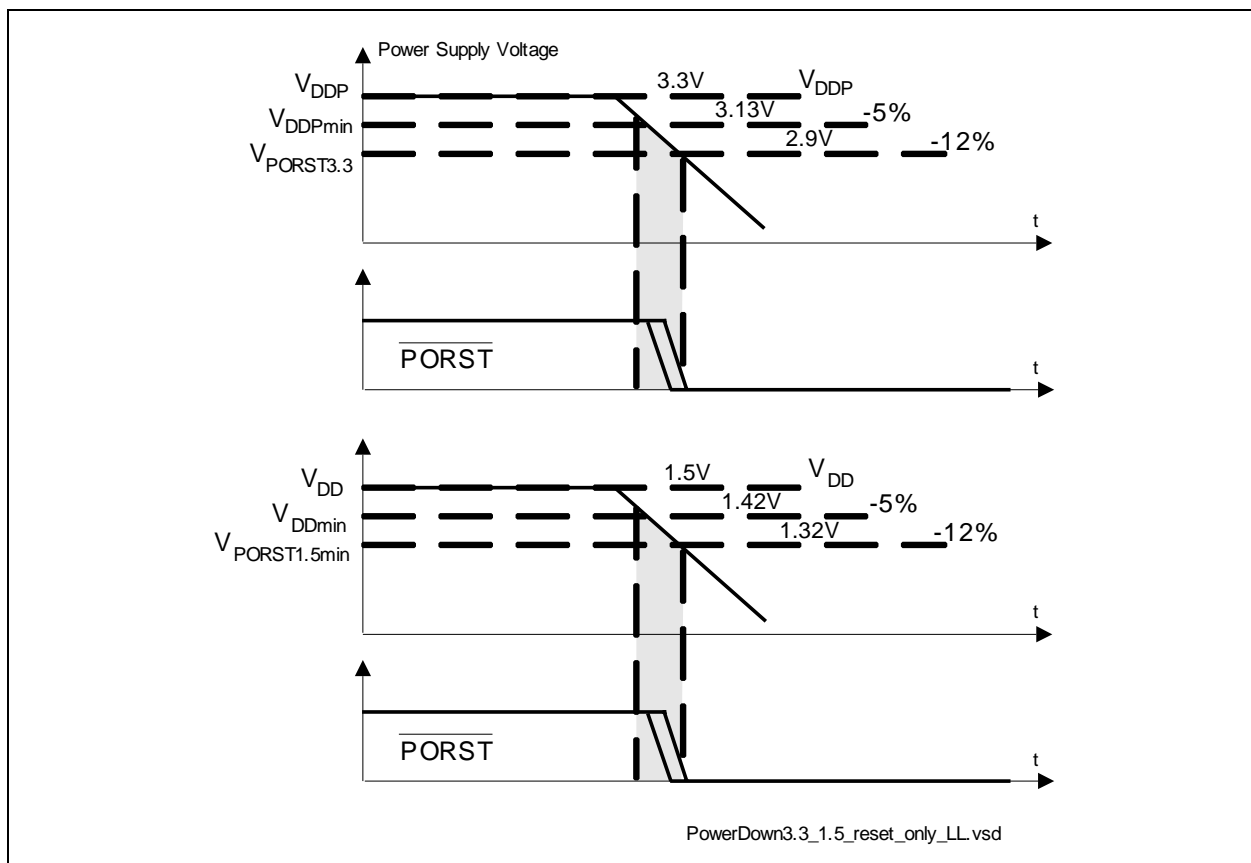 Power Supply Voltage
VDDP 3.3V VDDP
VDDPmin 3.13V -5%
VPORST3.3 2.9V -12%
t
PORST
t
VDD 1.5V VDD
VDDmin 1.42V -5%
VPORST1.5min 1.32V -12%
t
PORST
t
PowerDown3.3_1.5_reset_only_LL.vsd